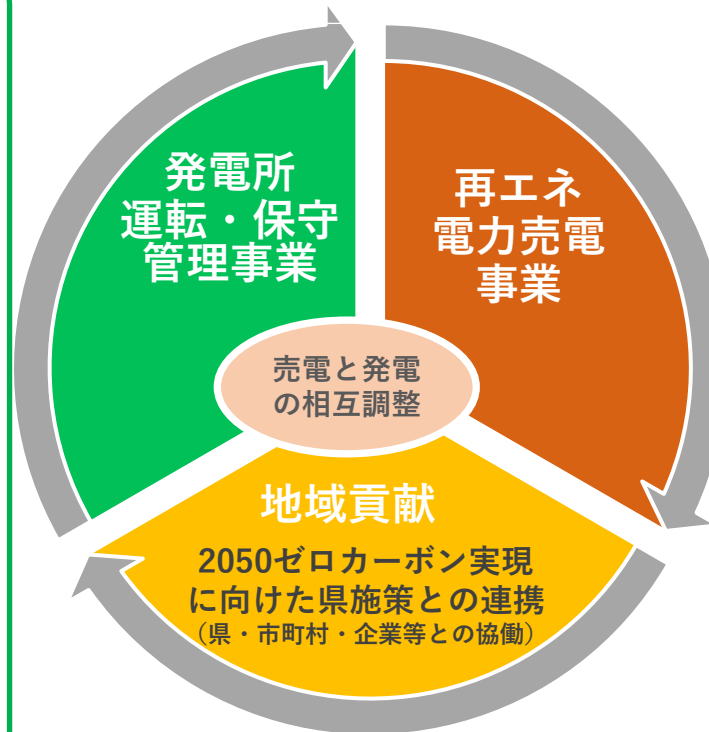 発電所
運転・保守
管理事業
再エネ
電力売電
事業
売電と発電
の相互調整
地域貢献
2050ゼロカーボン実現
に向けた県施策との連携
（県・市町村・企業等との協働）